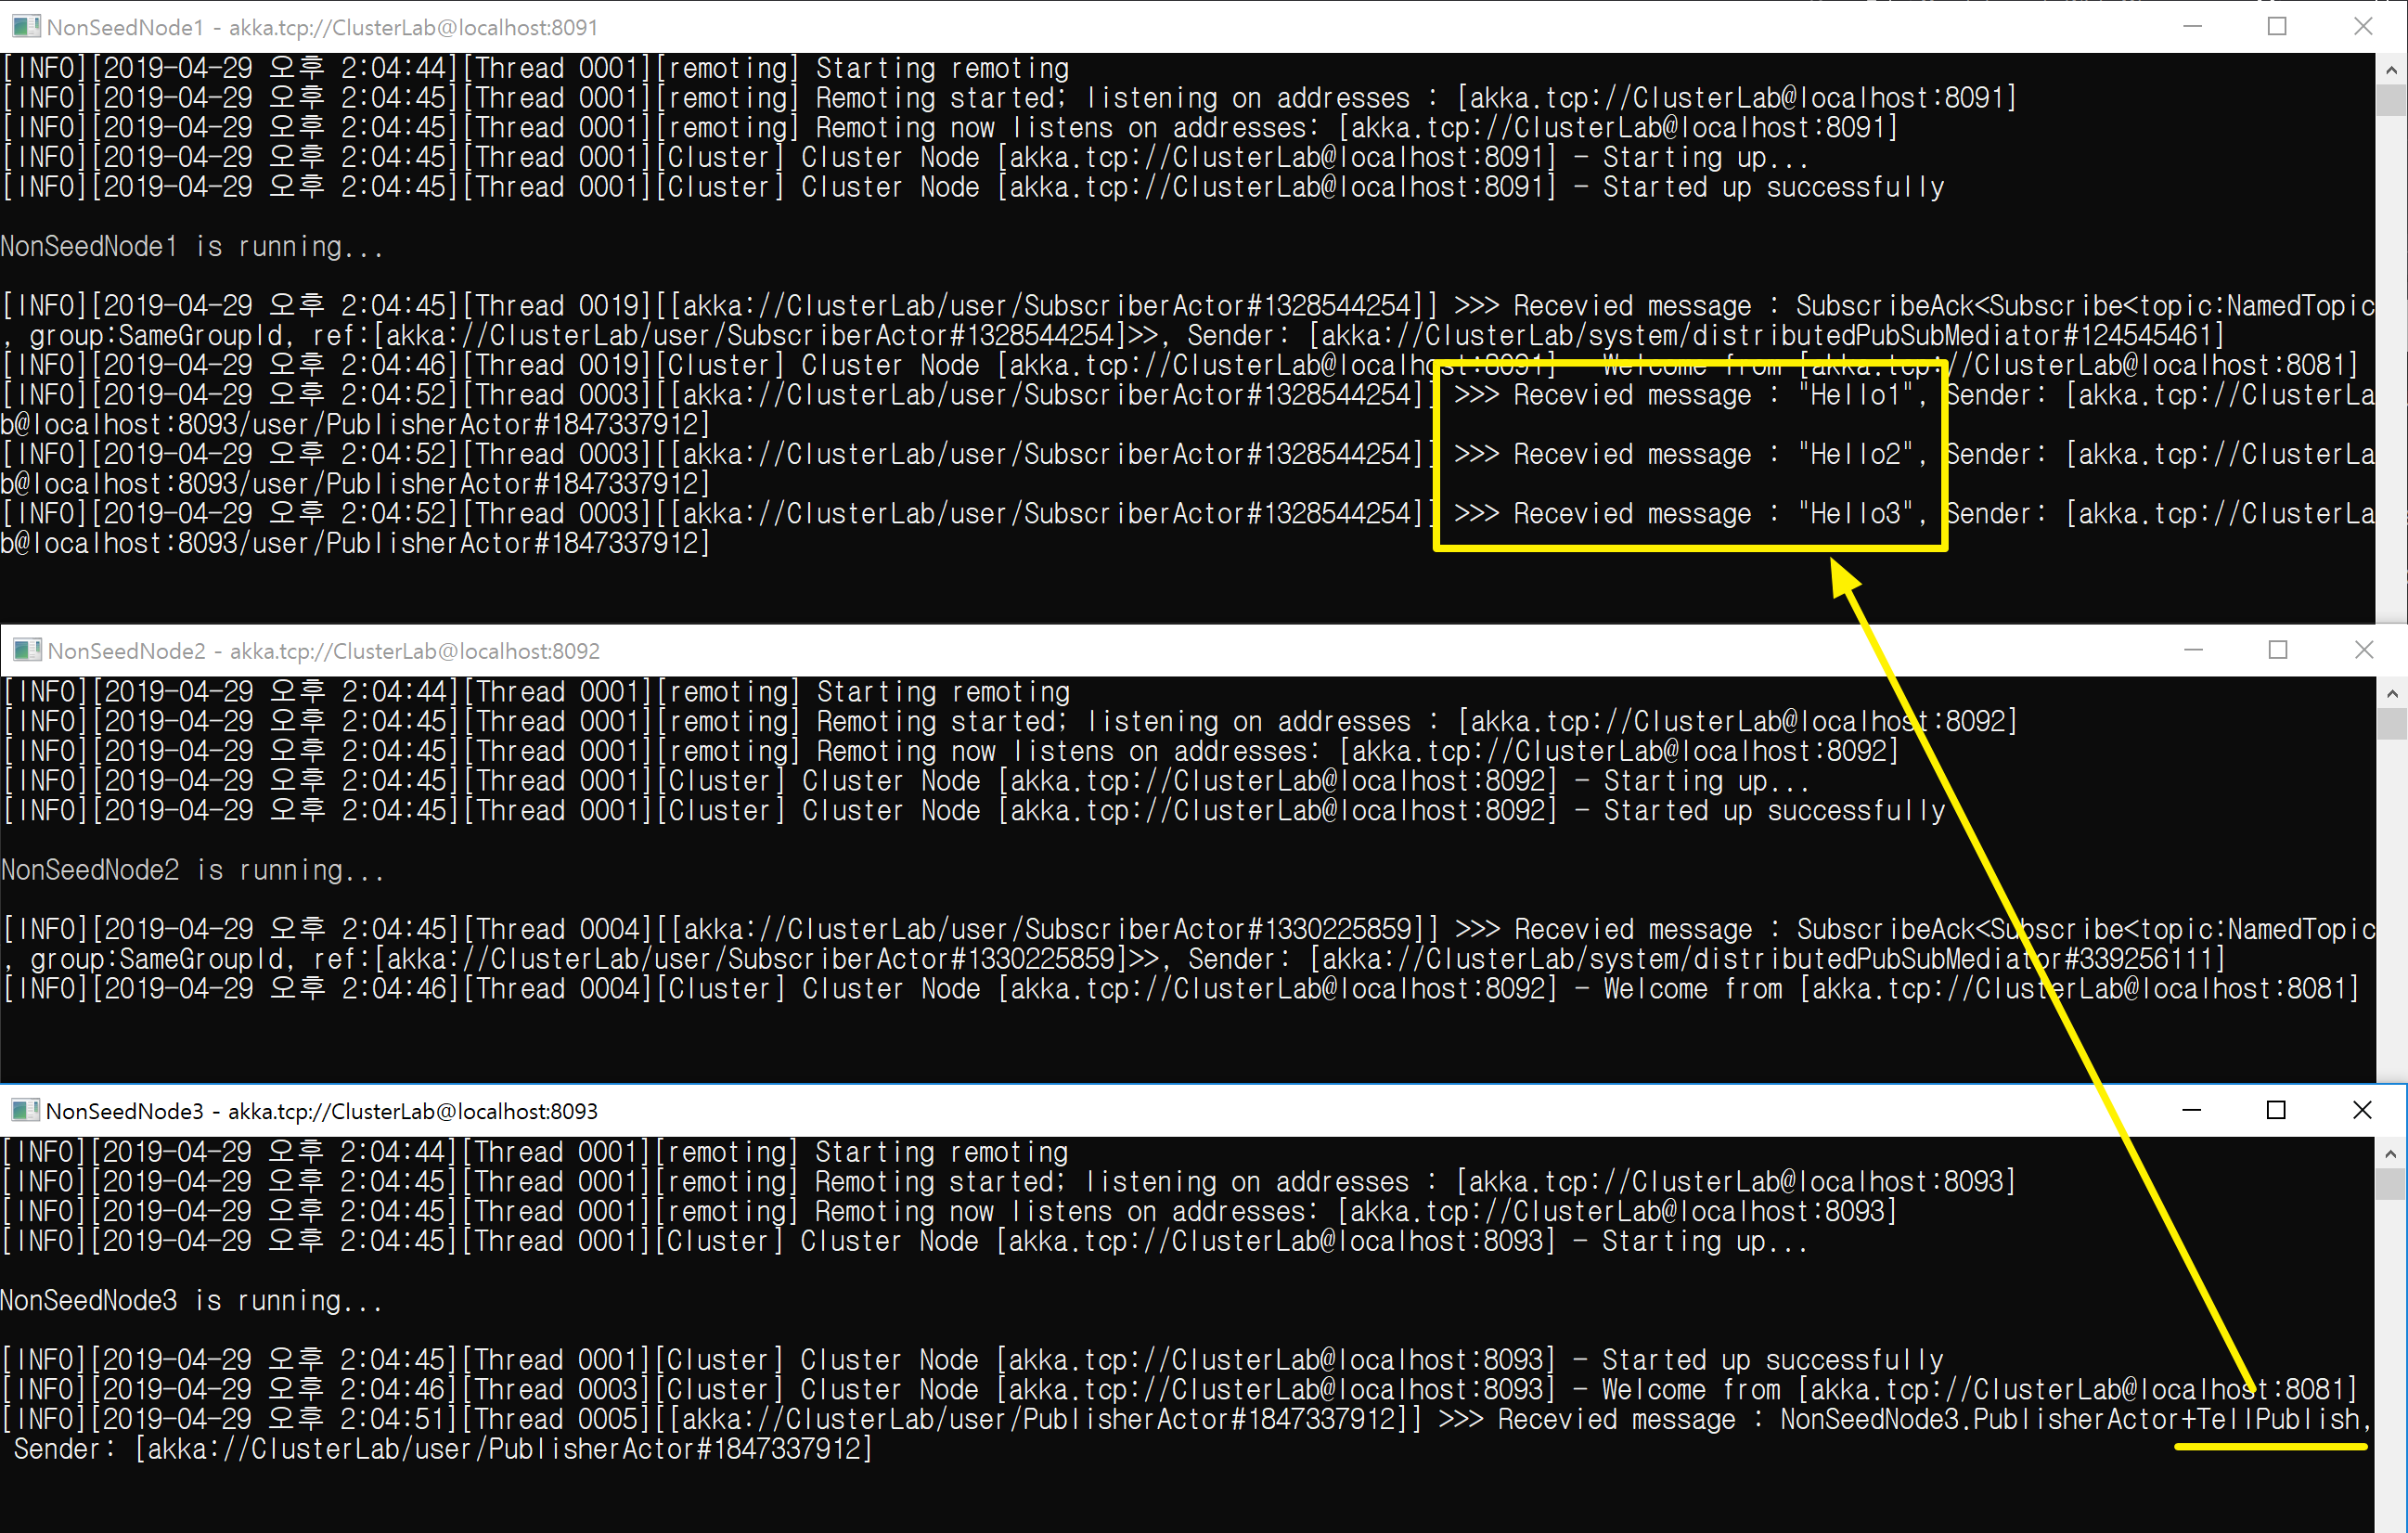 NonSeedNode1 - akka.tcp://ClusterLab@localhost:8091
[INFO][2019-04-29 오후 2:04:44][Thread 0001][remoting] Starting remoting
[INFO][2019-04-29 오후 2:04:45][Thread 0001][remoting] Remoting started; listening on addresses : [akka.tcp://ClusterLab@localhost:8091]
[INFO][2019-04-29 오후 2:04:45][Thread 0001][remoting] Remoting now listens on addresses: [akka.tcp://ClusterLab@localhost:8091]
[INFO][2019-04-29 오후 2:04:45][Thread 0001][Cluster] Cluster Node [akka.tcp://ClusterLab@localhost:8091] - Starting up...
[INFO][2019-04-29 오후 2:04:45][Thread 0001][Cluster] Cluster Node [akka.tcp://ClusterLab@localhost:8091] - Started up successfully
NonSeedNode1 is running...
[INFO][2019-04-29 오후 2:04:45][Thread 0019][[akka://ClusterLab/user/SubscriberActor#1328544254]] >>> Recevied message : SubscribeAck<Subscribe<topic:NamedTopic
, group:SameGroupId, ref:[akka://ClusterLab/user/SubscriberActor#1328544254]>>, Sender: [akka://ClusterLab/system/distributedPubSubMediator#124545461]
[INFO][2019-04-29 오후 2:04:46][Thread 0019][Cluster] Cluster Node [akka.tcp://ClusterLab@localhost:8091] - Welcome from [akka.tcp://ClusterLab@localhost:8081]
[INFO][2019-04-29 오후 2:04:52][Thread 0003][[akka://ClusterLab/user/SubscriberActor#1328544254]] >>> Recevied message : "Hello1", Sender: [akka.tcp://ClusterLa
b@localhost:8093/user/PublisherActor#1847337912]
[INFO][2019-04-29 오후 2:04:52][Thread 0003][[akka://ClusterLab/user/SubscriberActor#1328544254]] >>> Recevied message : "Hello2", Sender: [akka.tcp://ClusterLa
b@localhost:8093/user/PublisherActor#1847337912]
[INFO][2019-04-29 오후 2:04:52][Thread 0003][[akka://ClusterLab/user/SubscriberActor#1328544254]] >>> Recevied message : "Hello3", Sender: [akka.tcp://ClusterLa
b@localhost:8093/user/PublisherActor#1847337912]
NonSeedNode2 - akka.tcp://ClusterLab@localhost:8092
[INFO][2019-04-29 오후 2:04:44][Thread 0001][remoting] Starting remoting
[INFO][2019-04-29 오후 2:04:45][Thread 0001][remoting] Remoting started; listening on addresses : [akka.tcp://ClusterLab@localhost:8092]
[INFO][2019-04-29 오후 2:04:45][Thread 0001][remoting] Remoting now listens on addresses: [akka.tcp://ClusterLab@localhost:8092]
[INFO][2019-04-29 오후 2:04:45][Thread 0001][Cluster] Cluster Node [akka.tcp://ClusterLab@localhost:8092] - Starting up...
[INFO][2019-04-29 오후 2:04:45][Thread 0001][Cluster] Cluster Node [akka.tcp://ClusterLab@localhost:8092] - Started up successfully
NonSeedNode2 is running...
[INFO][2019-04-29 오후 2:04:45][Thread 0004][[akka://ClusterLab/user/SubscriberActor#1330225859]] >>> Recevied message : SubscribeAck<Subscribe<topic:NamedTopic
, group:SameGroupId, ref:[akka://ClusterLab/user/SubscriberActor#1330225859]>>, Sender: [akka://ClusterLab/system/distributedPubSubMediator#339256111]
[INFO][2019-04-29 오후 2:04:46][Thread 0004][Cluster] Cluster Node [akka.tcp://ClusterLab@localhost:8092] - Welcome from [akka.tcp://ClusterLab@localhost:8081]
NonSeedNode3 - akka.tcp://ClusterLab@localhost:8093
[INFO][2019-04-29 오후 2:04:44][Thread 0001][remoting] Starting remoting
[INFO][2019-04-29 오후 2:04:45][Thread 0001][remoting] Remoting started; listening on addresses : [akka.tcp://ClusterLab@localhost:8093]
[INFO][2019-04-29 오후 2:04:45][Thread 0001][remoting] Remoting now listens on addresses: [akka.tcp://ClusterLab@localhost:8093]
[INFO][2019-04-29 오후 2:04:45][Thread 0001][Cluster] Cluster Node [akka.tcp://ClusterLab@localhost:8093] - Starting up...
NonSeedNode3 is running...
[INFO][2019-04-29 오후 2:04:45][Thread 0001][Cluster] Cluster Node [akka.tcp://ClusterLab@localhost:8093] - Started up successfully
[INFO][2019-04-29 오후 2:04:46][Thread 0003][Cluster] Cluster Node [akka.tcp://ClusterLab@localhost:8093] - Welcome from [akka.tcp://ClusterLab@localhost:8081]
[INFO][2019-04-29 오후 2:04:51][Thread 0005][[akka://ClusterLab/user/PublisherActor#1847337912]] >>> Recevied message : NonSeedNode3.PublisherActor+TellPublish,
Sender: [akka://ClusterLab/user/PublisherActor#1847337912]